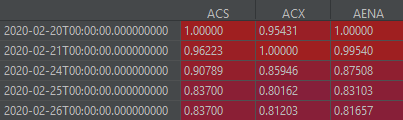 ACS ACX AENA
2020-02-20T00:00:00.000000000 1.00000 0.95431 1.00000
2020-02-21T00:00:00.000000000 0.96223 1.00000 0.99540
2020-02-24T00:00:00.000000000 0.90789 0.85946 0.87508
2020-02-25T00:00:00.000000000 0.83700 0.80162 0.83103
2020-02-26T00:00:00.000000000 0.83700 0.81203 0.81657